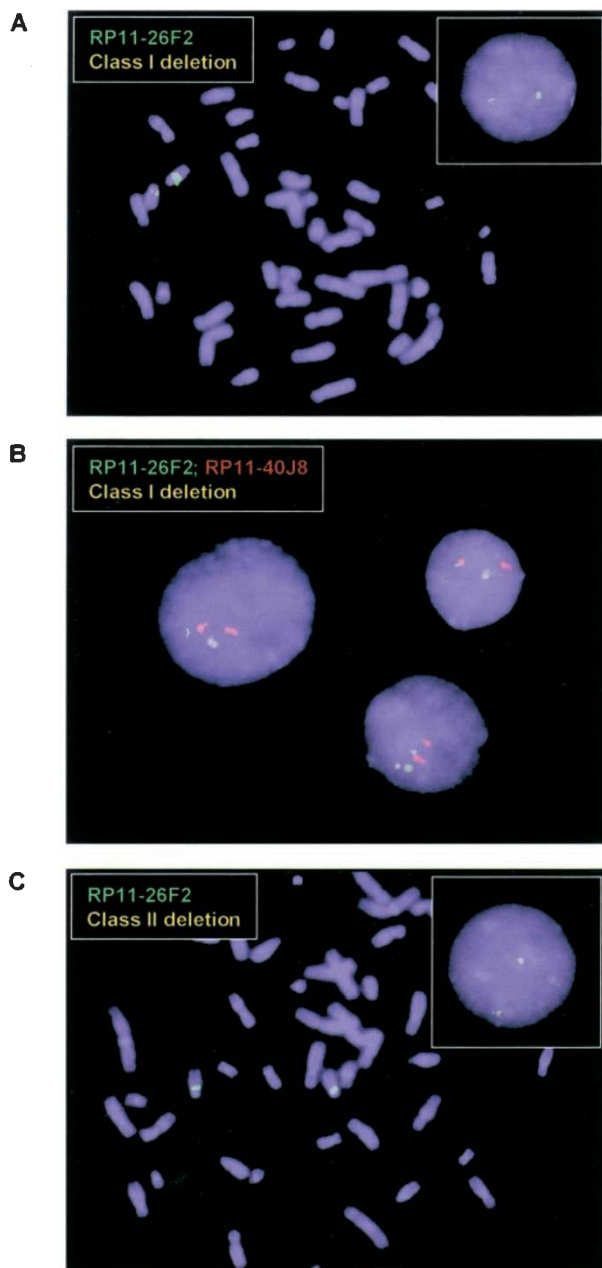 A
RP11-26F2
Class I deletion
B
RP11-26F2; RP11-40J8
Class I deletion
C
RP11-26F2
Class II deletion